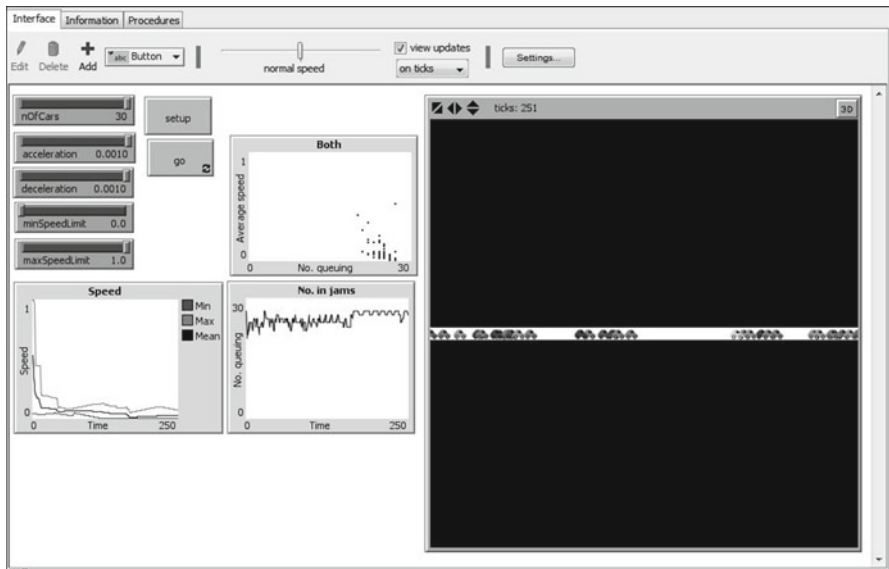 Interface Information Procedures
Edit Delete Add abc Button normal speed view updates on ticks Settings...
nOfCars 30
acceleration 0.0010
deceleration 0.0010
minSpeedLimit 0.0
maxSpeedLimit 1.0
setup
go
Both
1
Average speed
0
0 No. queuing 30
Speed
1
Speed
0
0 Time 250
Min
Max
Mean
No. in jams
30
No. queuing
0
0 Time 250
ticks: 251 3D